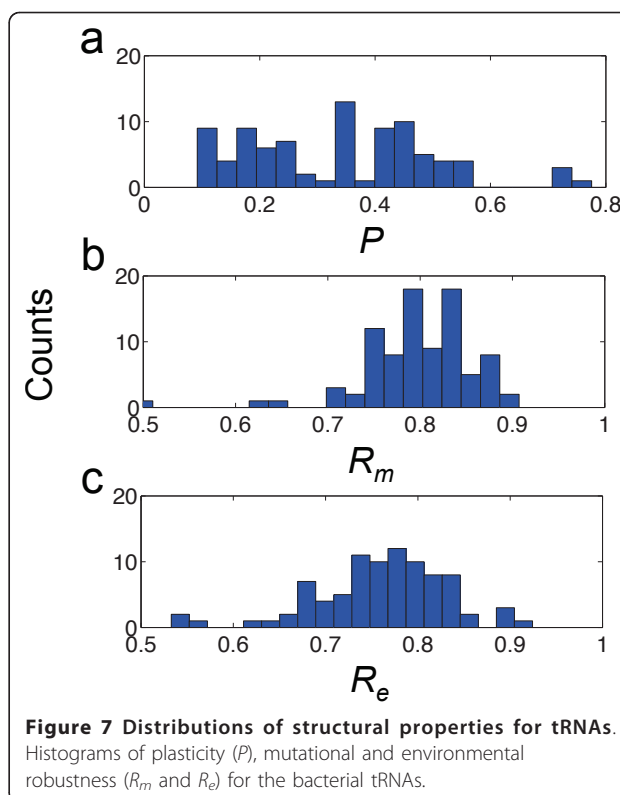 a
20
10
0
0 0.2 0.4 0.6 0.8
P
b
20
10
0
0.5 0.6 0.7 0.8 0.9 1
R_m
Counts
c
20
10
0
0.5 0.6 0.7 0.8 0.9 1
R_e
Figure 7 Distributions of structural properties for tRNAs.
Histograms of plasticity (P), mutational and environmental
robustness (R_m and R_e) for the bacterial tRNAs.